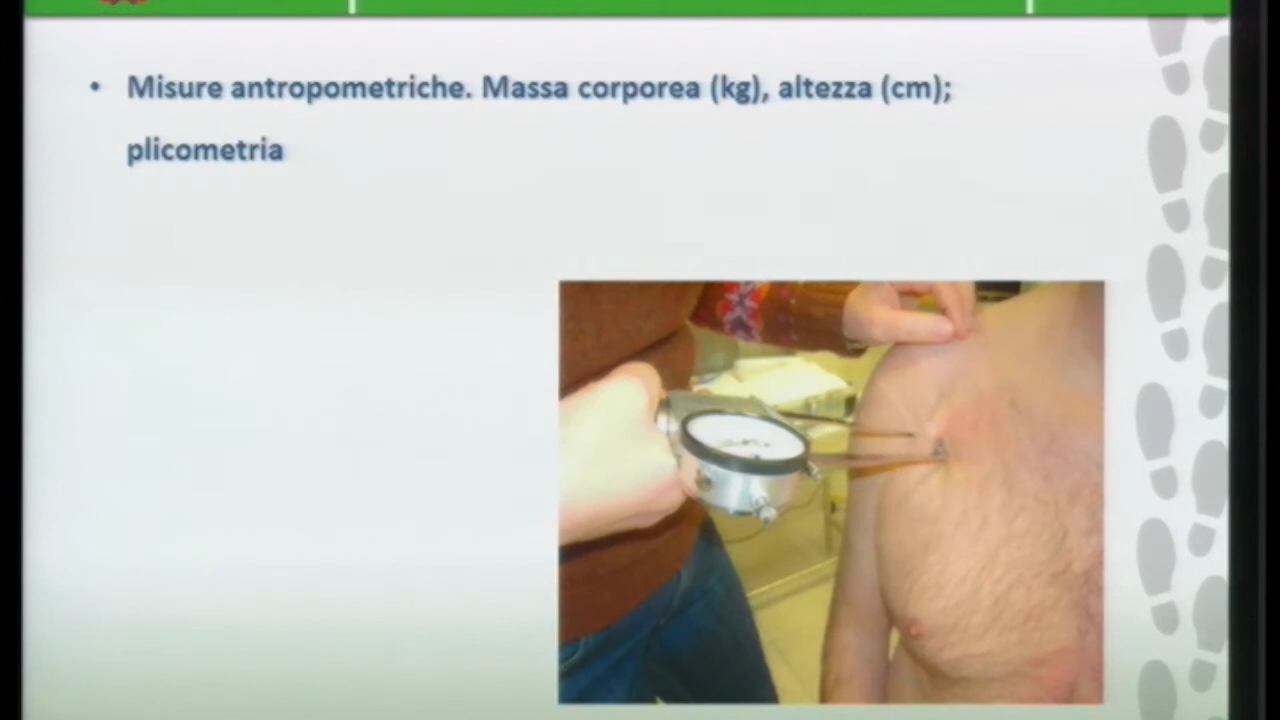 • Misure antropometriche. Massa corporea (kg), altezza (cm);
plicometria